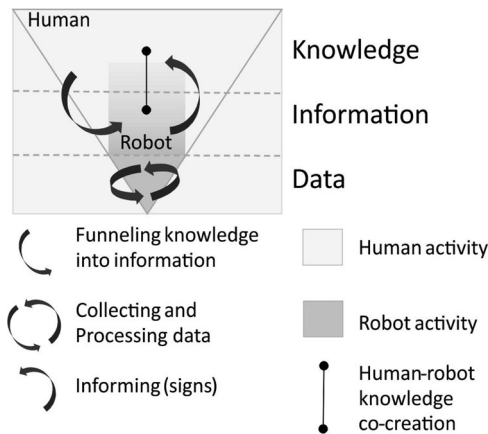 Human
Knowledge
Information
Robot
Data
Funneling knowledge
into information
Human activity
Collecting and
Processing data
Robot activity
Informing (signs)
Human-robot
knowledge
co-creation